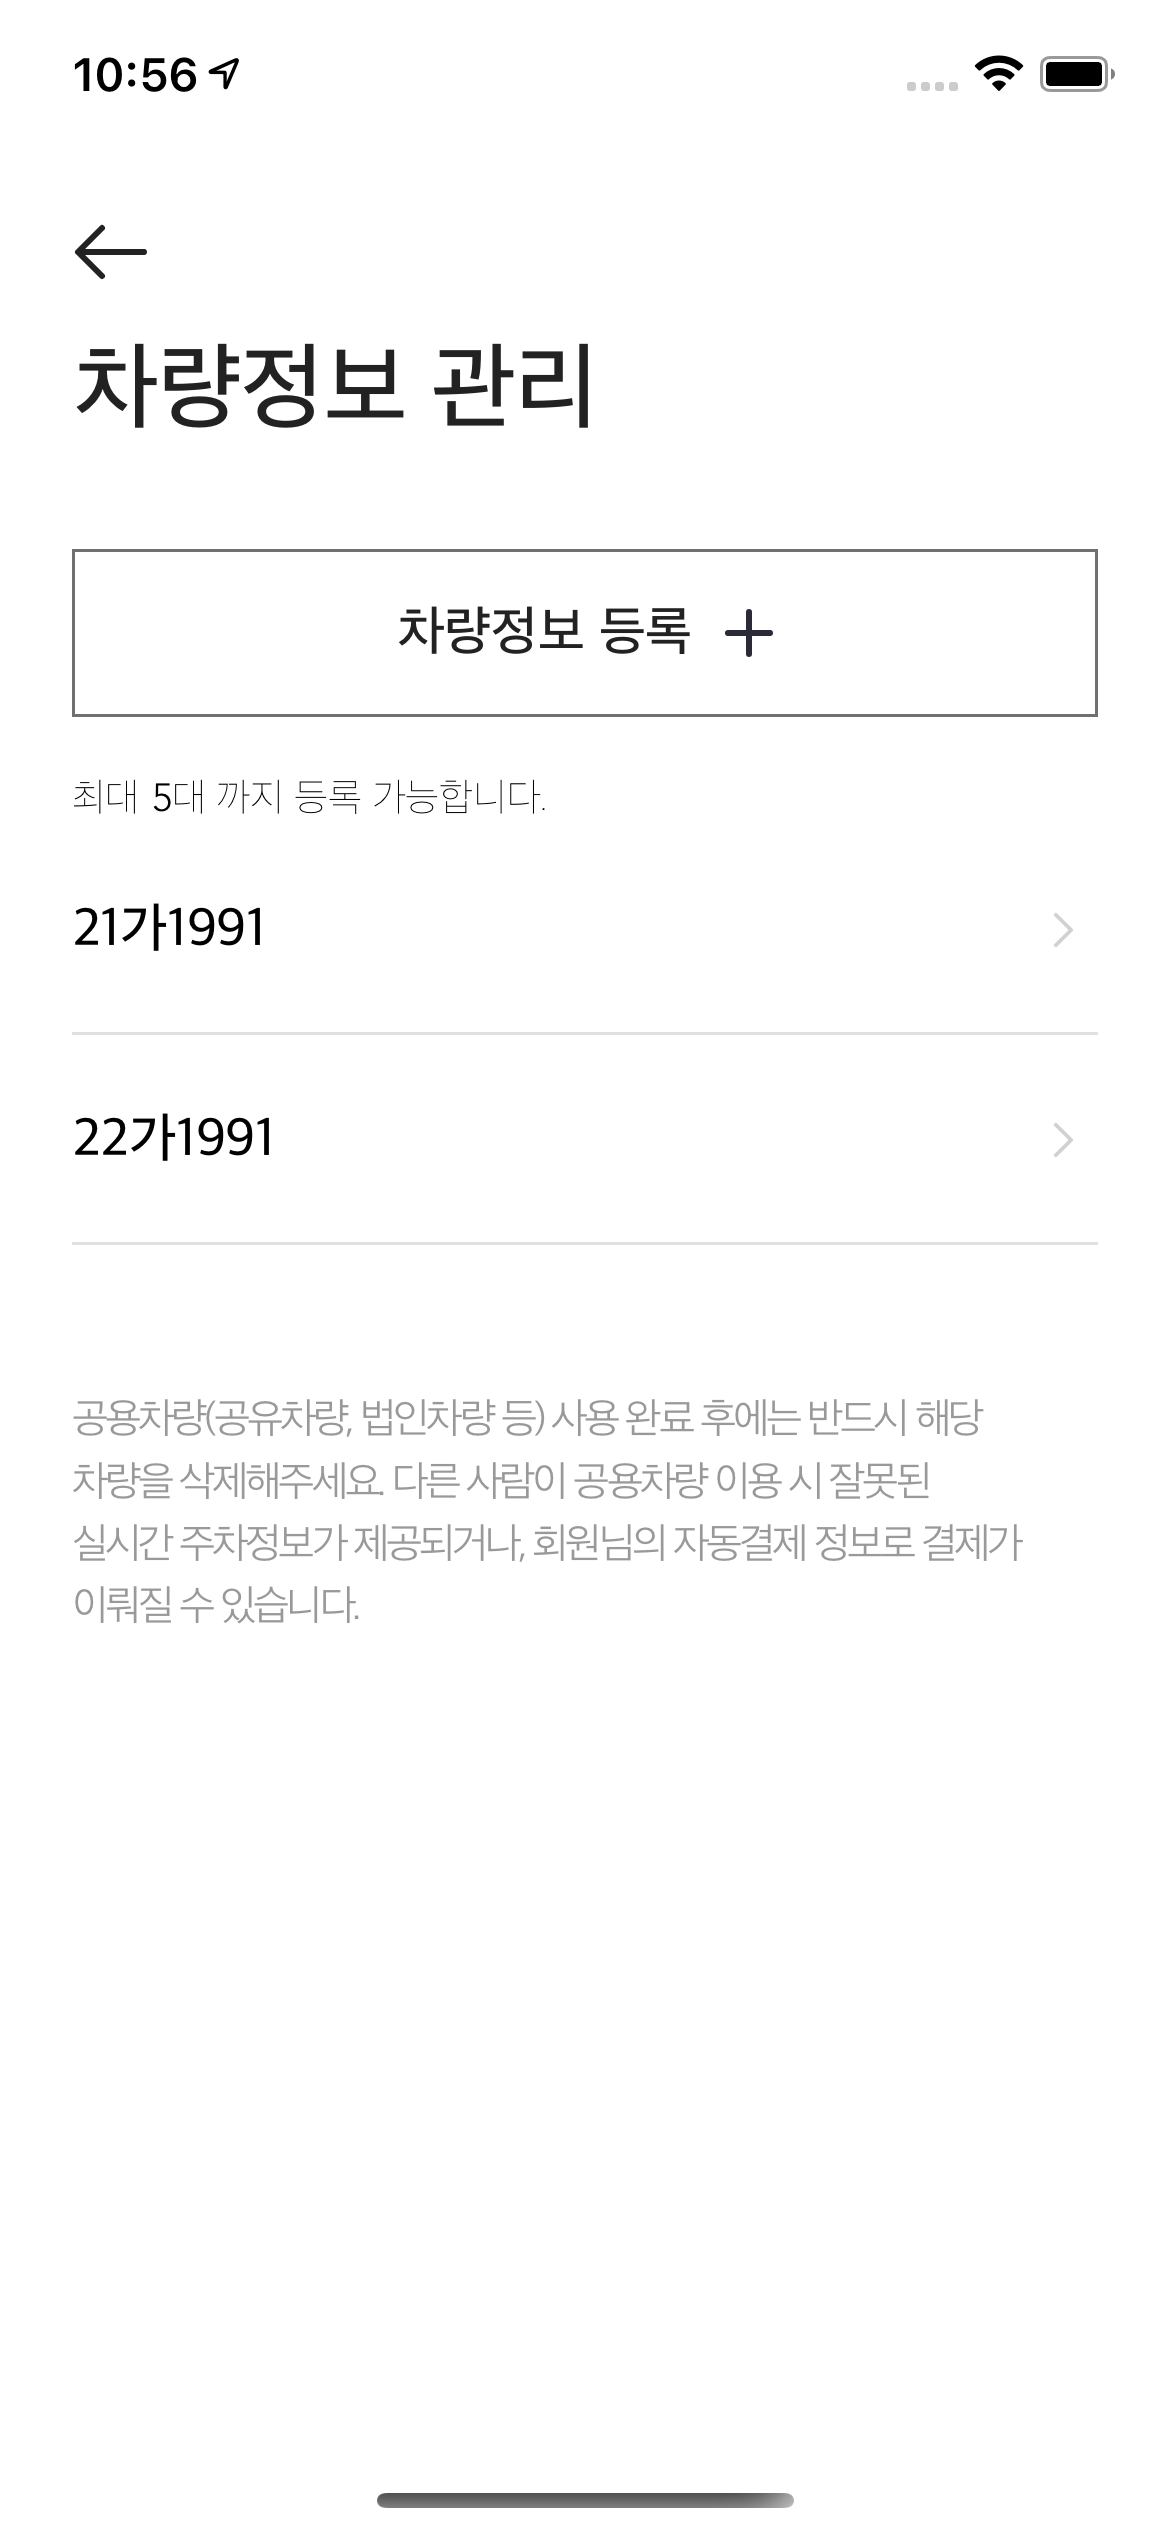 10:56
차량정보 관리
차량정보 등록
최대 5대 까지 등록 가능합니다.
21가1991
22가1991
공용차량(공유차량, 법인차량 등) 사용 완료 후에는 반드시 해당
차량을 삭제해주세요. 다른 사람이 공용차량 이용 시 잘못된
실시간 주차정보가 제공되거나, 회원님의 자동결제 정보로 결제가
이뤄질 수 있습니다.